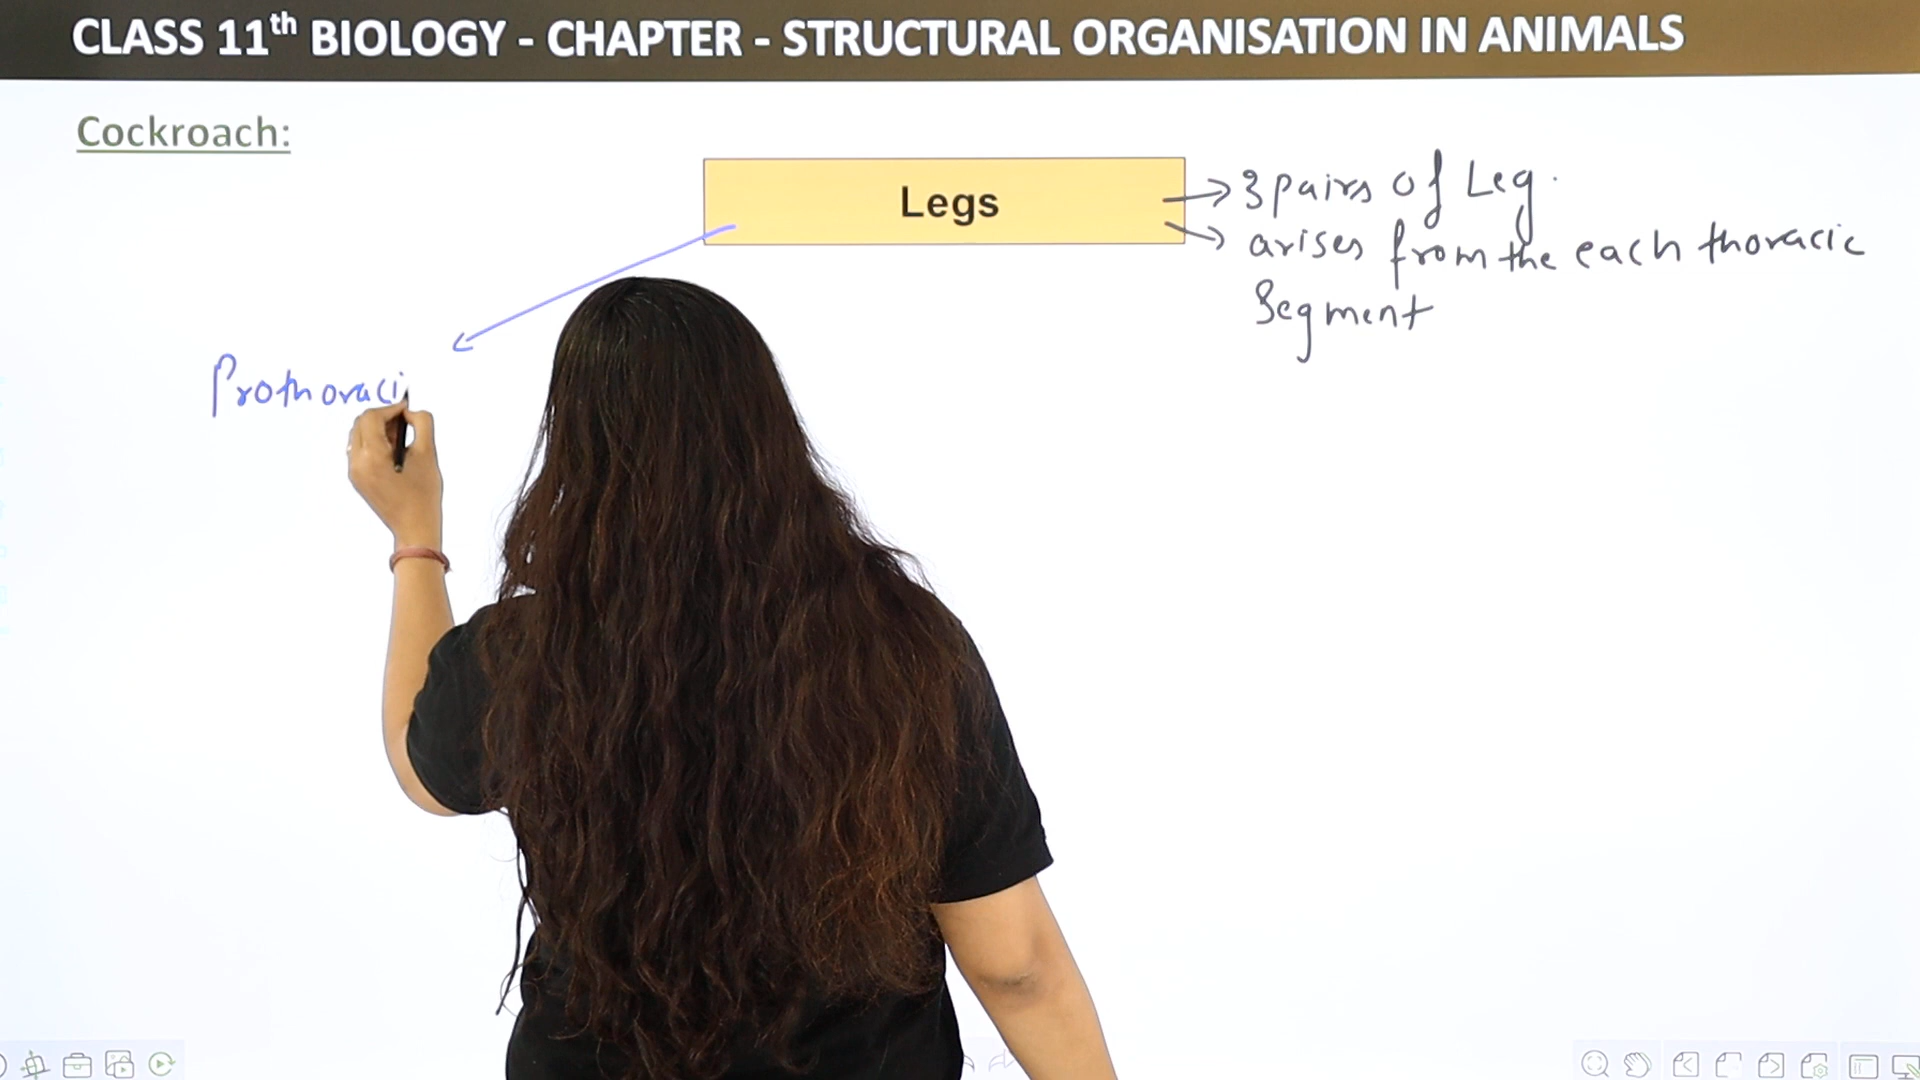 CLASS 11th BIOLOGY - CHAPTER - STRUCTURAL ORGANISATION IN ANIMALS
Cockroach:
Legs
3 pairs of Leg.
arises from the each thoracic
Segment
Prothoraci